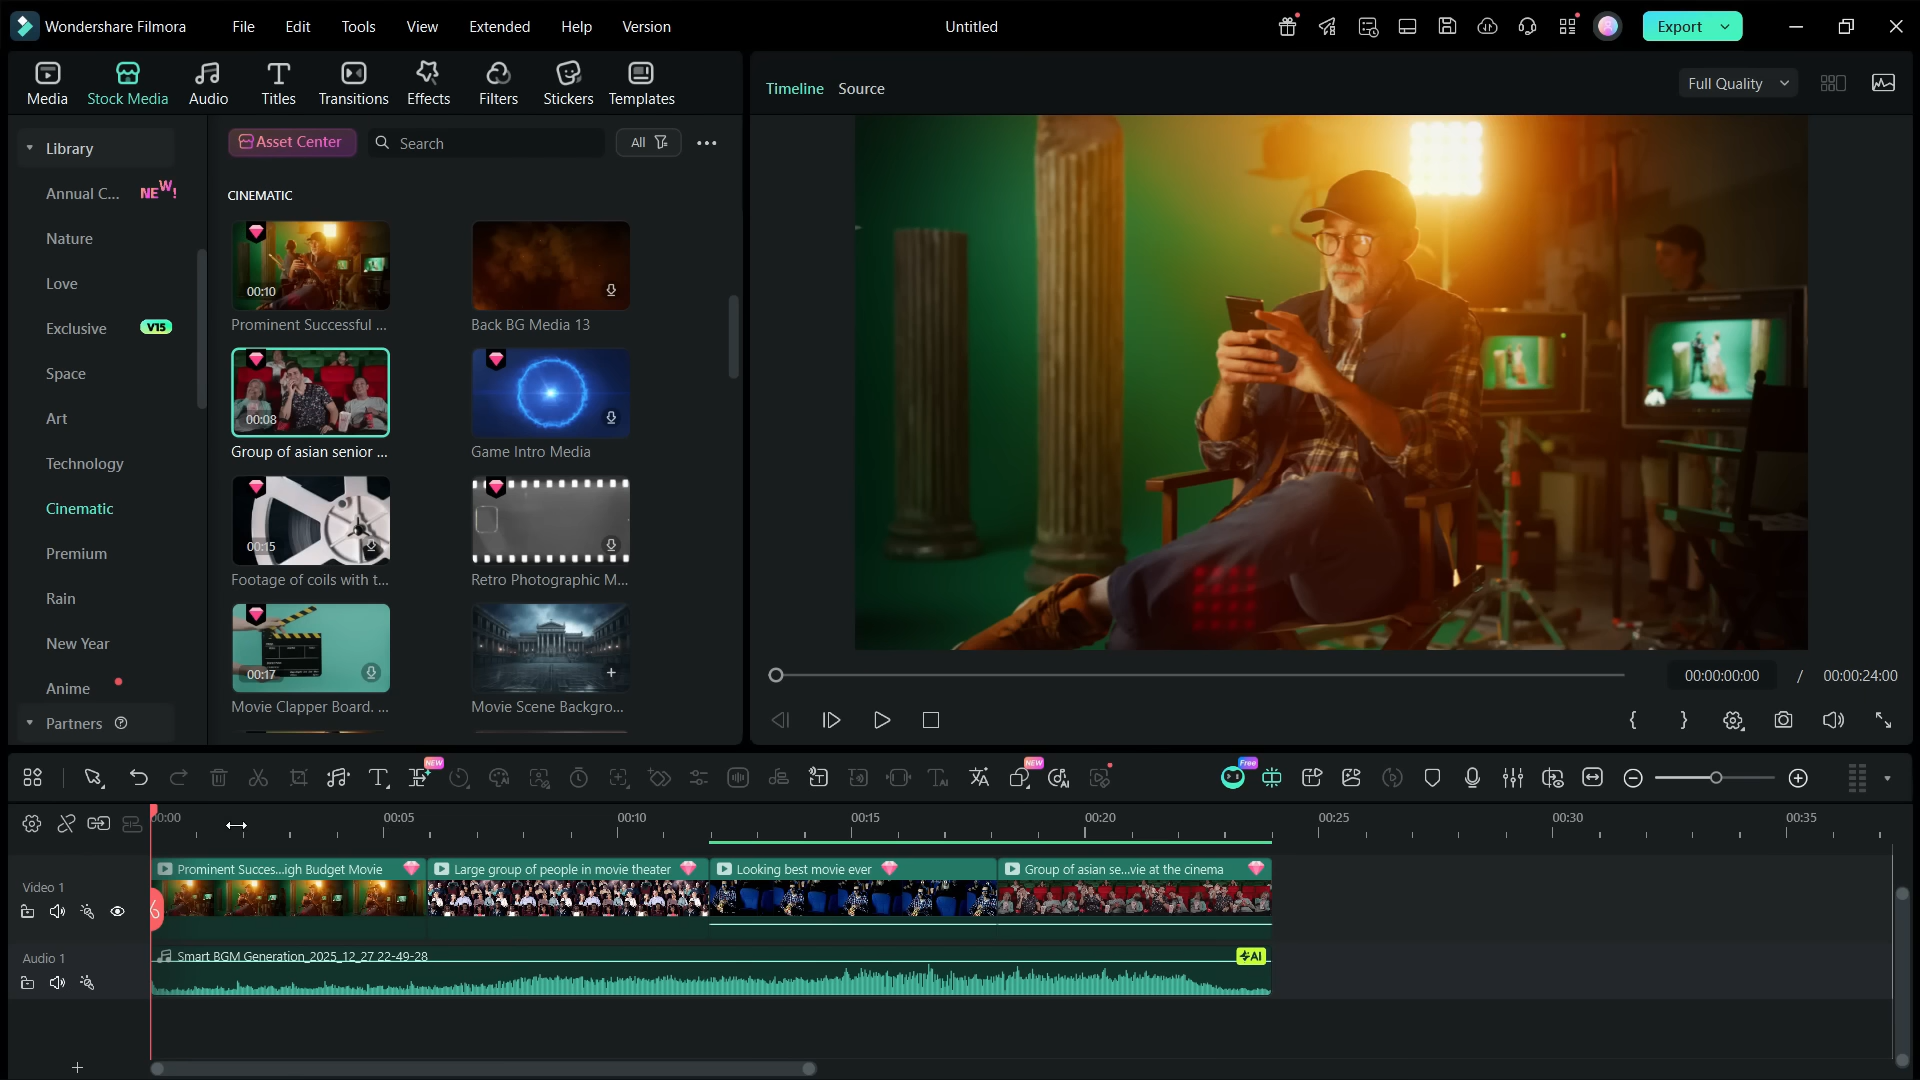 Wondershare Filmora
File
Edit
Tools
View
Extended
Help
Version
Untitled
Export
Media
Stock Media
Audio
Titles
Transitions
Effects
Filters
Stickers
Templates
Timeline
Source
Full Quality
Library
Annual C...
NEW!
Nature
Love
Exclusive
V15
Space
Art
Technology
Cinematic
Premium
Rain
New Year
Anime
Partners
Asset Center
Search
All
CINEMATIC
00:10
Prominent Successful ...
Back BG Media 13
00:08
Group of asian senior ...
Game Intro Media
00:15
Footage of coils with t...
Retro Photographic M...
00:17
Movie Clapper Board. ...
Movie Scene Backgro...
00:00:00:00
/
00:00:24:00
NEW
NEW
Free
00:00
00:05
00:10
00:15
00:20
00:25
00:30
00:35
Video 1
Prominent Succes...igh Budget Movie
Large group of people in movie theater
Looking best movie ever
Group of asian se...vie at the cinema
Audio 1
Smart BGM Generation_2025_12_27 22-49-28
AI